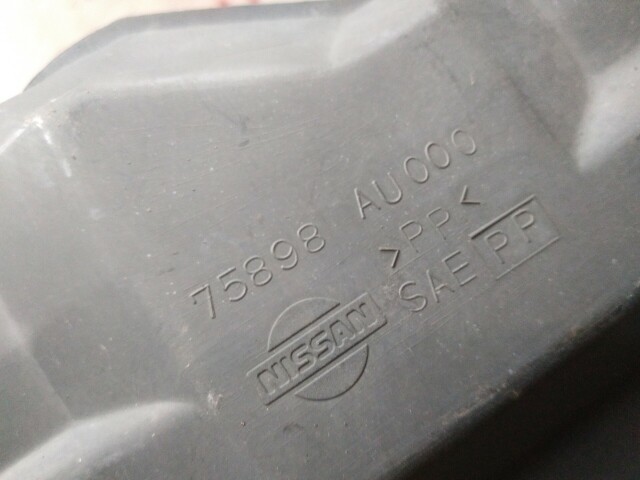 75898 AU000
>PP<
SAE PP
NISSAN